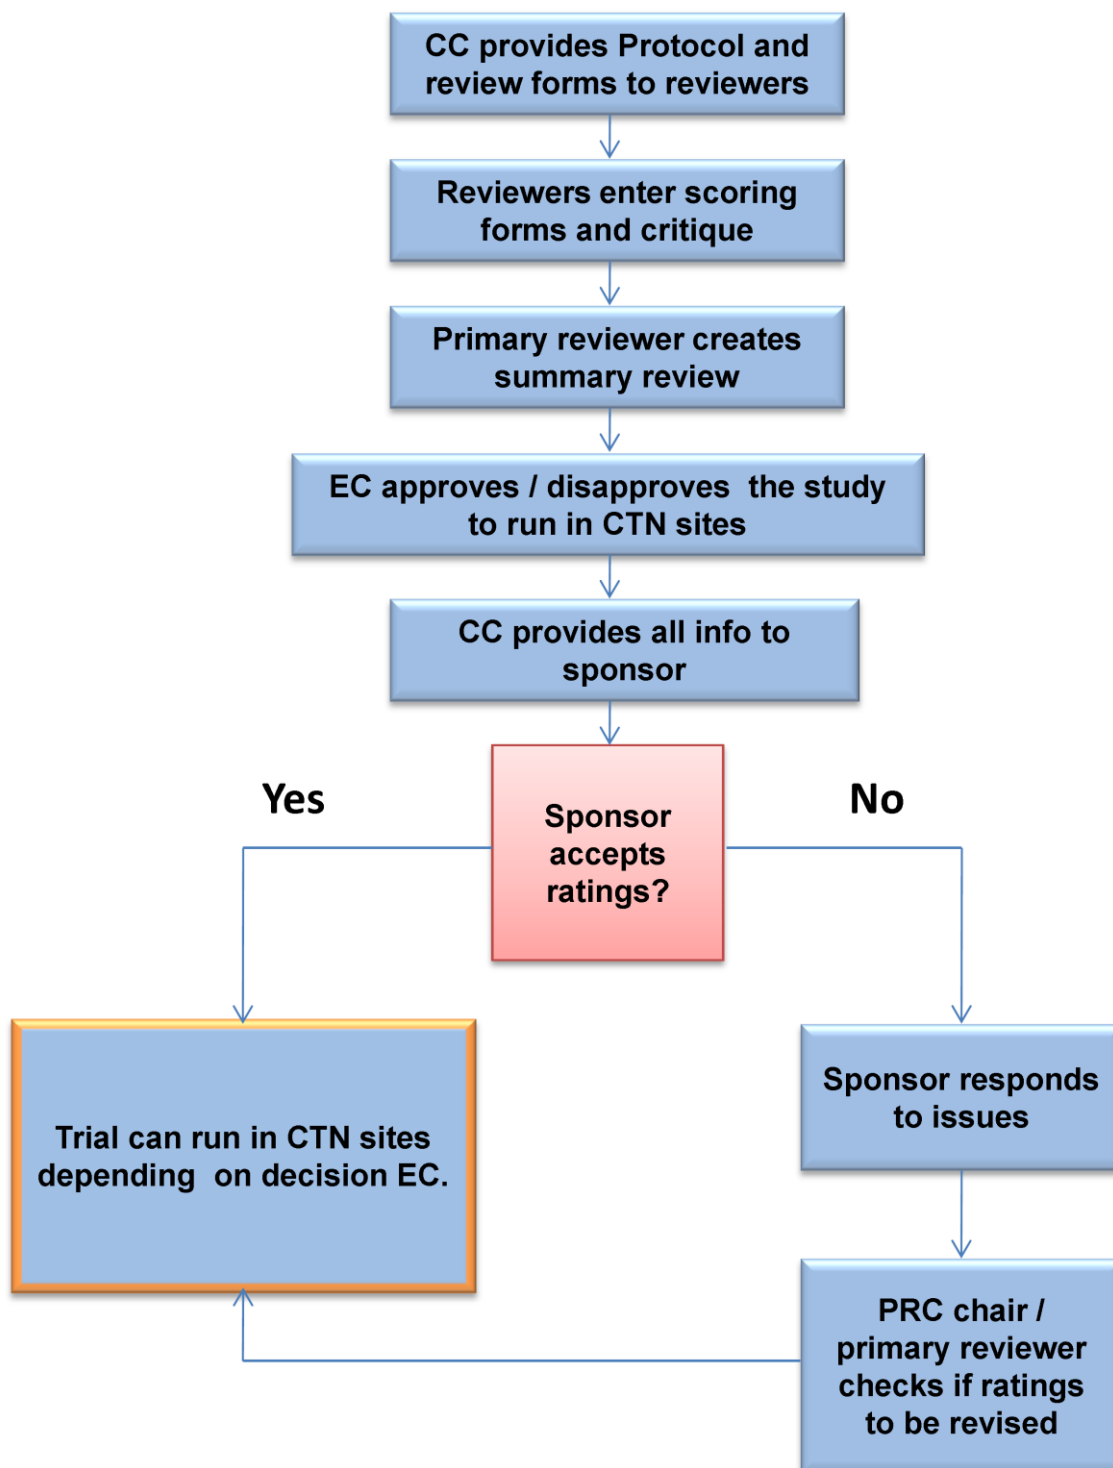 CC provides Protocol and
review forms to reviewers
Reviewers enter scoring
forms and critique
Primary reviewer creates
summary review
EC approves / disapproves  the study
to run in CTN sites
CC provides all info to
sponsor
Yes
No
Sponsor
accepts
ratings?
Trial can run in CTN sites
depending  on decision EC.
Sponsor responds
to issues
PRC chair /
primary reviewer
checks if ratings
to be revised